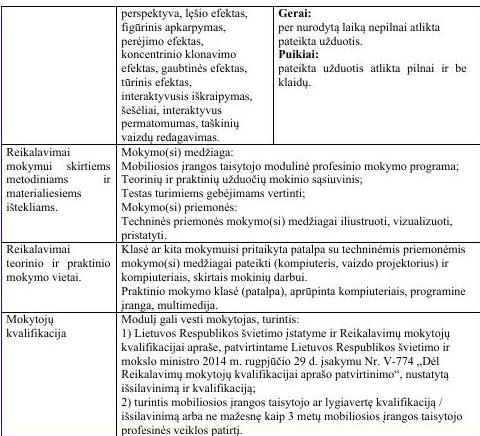 perspektyva, lęšio efektas,
figūrinis apkarpymas,
perėjimo efektas,
koncentrinio klonavimo
efektas, gaubtinės efektas,
tūrinis efektas,
interaktyvusis iškraipymas,
šešėliai, interaktyvus
permatomumas, taškinių
vaizdų redagavimas.
Gerai:
per nurodytą laiką nepilnai atlikta
pateikta užduotis.
Puikiai:
pateikta užduotis atlikta pilnai ir be
klaidų.
Reikalavimai
mokymui skirtiems
metodiniams ir
materialiesiems
ištekliams.
Mokymo(si) medžiaga:
Mobiliosios įrangos taisytojo modulinė profesinio mokymo programa;
Teorinių ir praktinių užduočių mokinio sąsiuvinis;
Testas turimiems gebėjimams vertinti;
Mokymo(si) priemonės:
Techninės priemonės mokymo(si) medžiagai iliustruoti, vizualizuoti,
pristatyti.
Reikalavimai
teorinio ir praktinio
mokymo vietai.
Klasė ar kita mokymuisi pritaikyta patalpa su techninėmis priemonėmis
mokymo(si) medžiagai pateikti (kompiuteris, vaizdo projektorius) ir
kompiuteriais, skirtais mokinių darbui.
Praktinio mokymo klasė (patalpa), aprūpinta kompiuteriais, programine
įranga, multimedija.
Mokytojų
kvalifikacija
Modulį gali vesti mokytojas, turintis:
1) Lietuvos Respublikos švietimo įstatyme ir Reikalavimų mokytojų
kvalifikacijai apraše, patvirtintame Lietuvos Respublikos švietimo ir
mokslo ministro 2014 m. rugpjūčio 29 d. įsakymu Nr. V-774 „Dėl
Reikalavimų mokytojų kvalifikacijai aprašo patvirtinimo“, nustatytą
išsilavinimą ir kvalifikaciją;
2) turintis mobiliosios įrangos taisytojo ar lygiavertę kvalifikaciją /
išsilavinimą arba ne mažesnę kaip 3 metų mobiliosios įrangos taisytojo
profesinės veiklos patirtį.